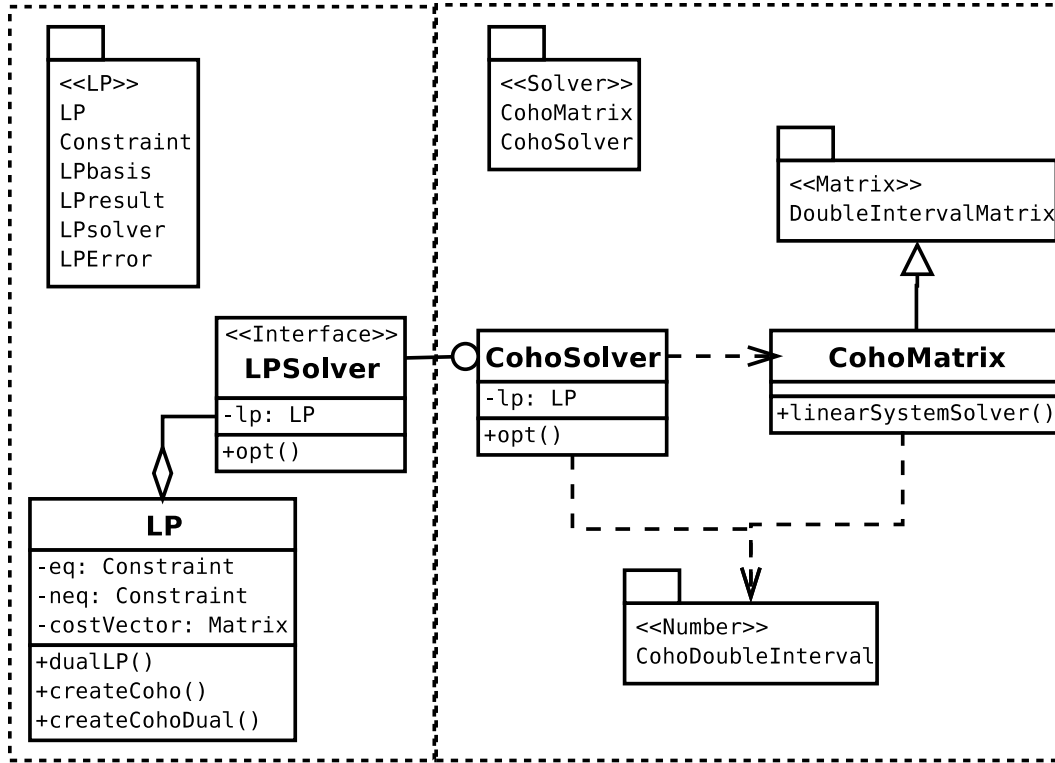 <<LP>>
LP
Constraint
LPbasis
LPresult
LPsolver
LPError
<<Interface>>
LPSolver
-lp: LP
+opt()
LP
-eq: Constraint
-neq: Constraint
-costVector: Matrix
+dualLP()
+createCoho()
+createCohoDual()
<<Solver>>
CohoMatrix
CohoSolver
<<Matrix>>
DoubleIntervalMatrix
CohoSolver
-lp: LP
+opt()
CohoMatrix
+linearSystemSolver()
<<Number>>
CohoDoubleInterval